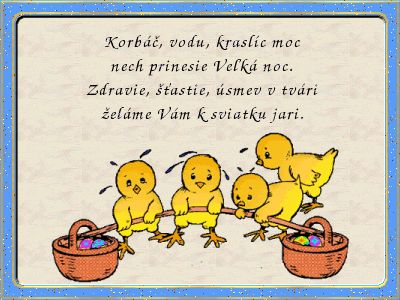 Korbáč, vodu, kraslíc moc
nech prinesie Veľká noc.
Zdravie, šťastie, úsmev v tvári
želáme Vám k sviatku jari.